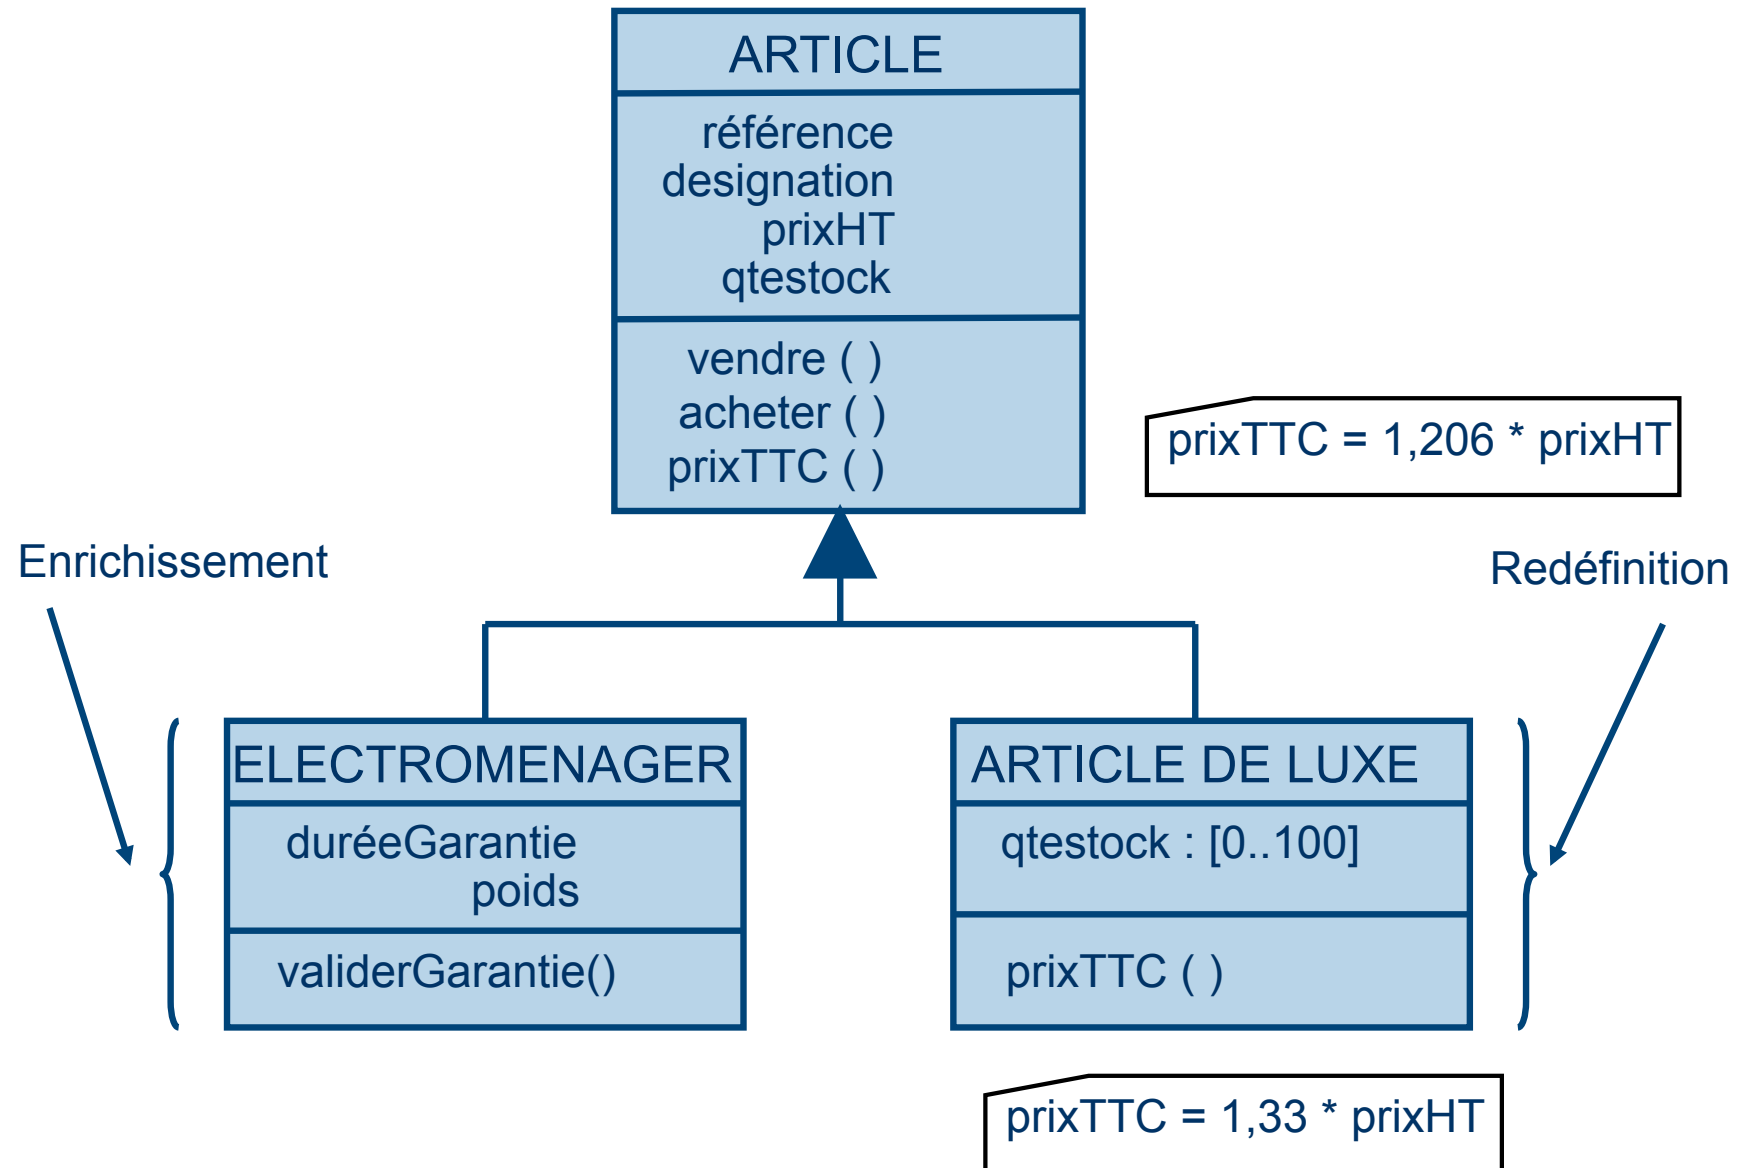 ARTICLE
référence
designation
prixHT
qtestock
vendre ( )
acheter ( )
prixTTC ( )
prixTTC = 1,206 * prixHT
Enrichissement
Redéfinition
ELECTROMENAGER
duréeGarantie
poids
validerGarantie()
ARTICLE DE LUXE
qtestock : [0..100]
prixTTC ( )
prixTTC = 1,33 * prixHT